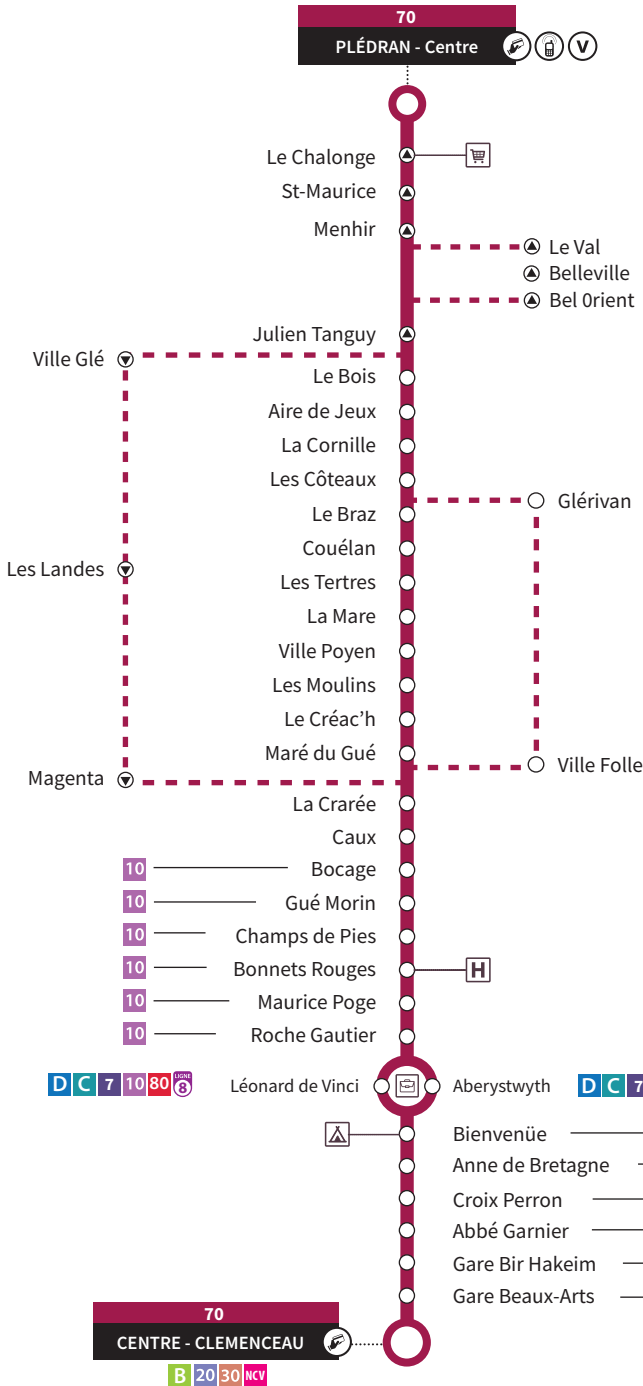 70
PLÉDRAN - Centre V
Le Chalonge
St-Maurice
Menhir
Le Val
Belleville
Bel 0rient
Julien Tanguy
Ville Glé
Le Bois
Aire de Jeux
La Cornille
Les Côteaux
Glérivan
Le Braz
Couélan
Les Landes
Les Tertres
La Mare
Ville Poyen
Les Moulins
Le Créac'h
Maré du Gué
Ville Folle
Magenta
La Crarée
Caux
10 Bocage
10 Gué Morin
10 Champs de Pies
10 Bonnets Rouges H
10 Maurice Poge
10 Roche Gautier
D C 7 10 80 LIGNE 8 Léonard de Vinci Aberystwyth D C 7
Bienvenüe
Anne de Bretagne
Croix Perron
Abbé Garnier
Gare Bir Hakeim
Gare Beaux-Arts
70
CENTRE - CLEMENCEAU
B 20 30 NCV